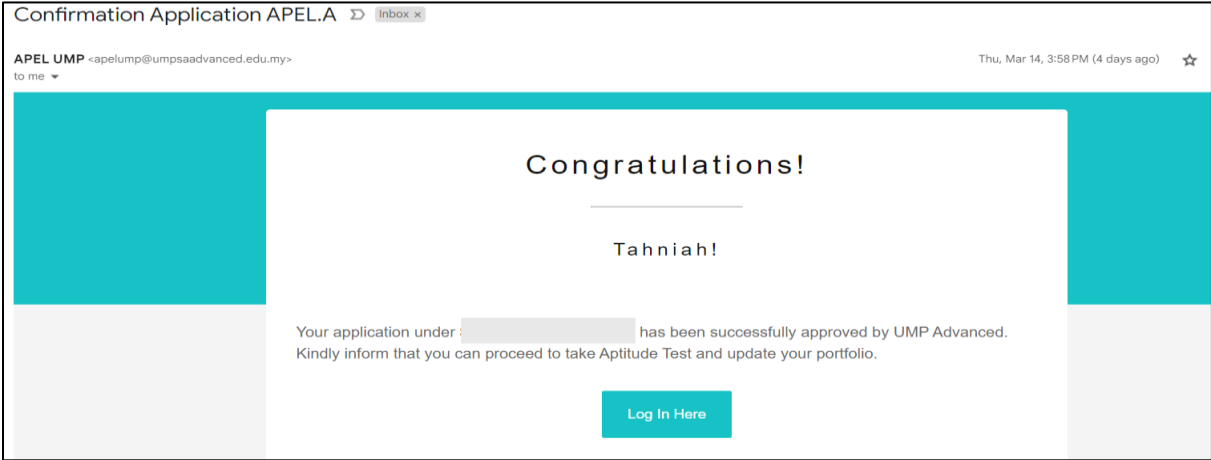 Confirmation Application APEL.A Inbox ×
APEL UMP <apelump@umpsaadvanced.edu.my> Thu, Mar 14, 3:58 PM (4 days ago)
to me
Congratulations!
Tahniah!
Your application under has been successfully approved by UMP Advanced.
Kindly inform that you can proceed to take Aptitude Test and update your portfolio.
Log In Here